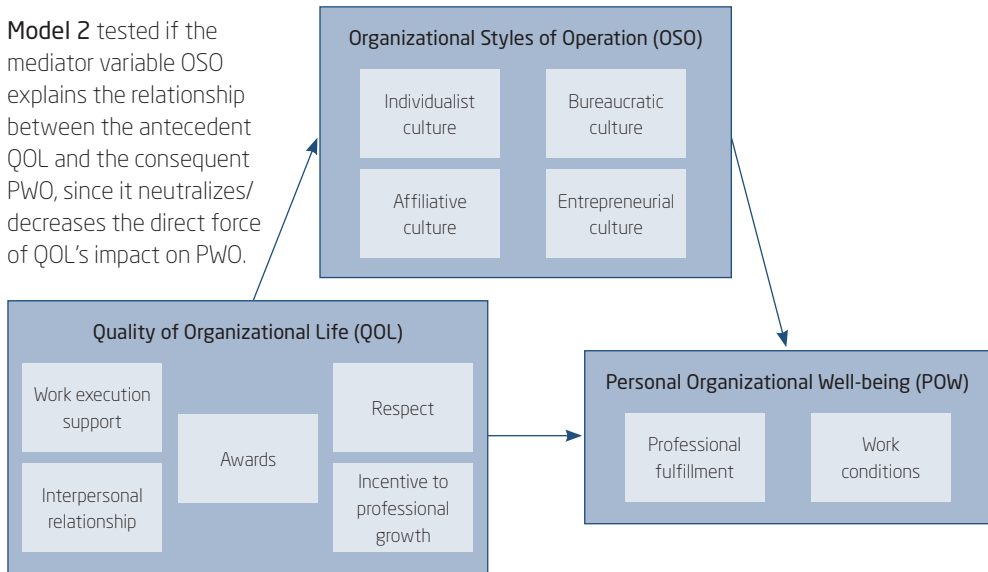 Model 2 tested if the
mediator variable OSO
explains the relationship
between the antecedent
QOL and the consequent
PWO, since it neutralizes/
decreases the direct force
of QOL's impact on PWO.
Organizational Styles of Operation (OSO)
Individualist
culture
Bureaucratic
culture
Affiliative
culture
Entrepreneurial
culture
Quality of Organizational Life (QOL)
Work execution
support
Awards
Respect
Interpersonal
relationship
Incentive to
professional
growth
Personal Organizational Well-being (POW)
Professional
fulfillment
Work
conditions